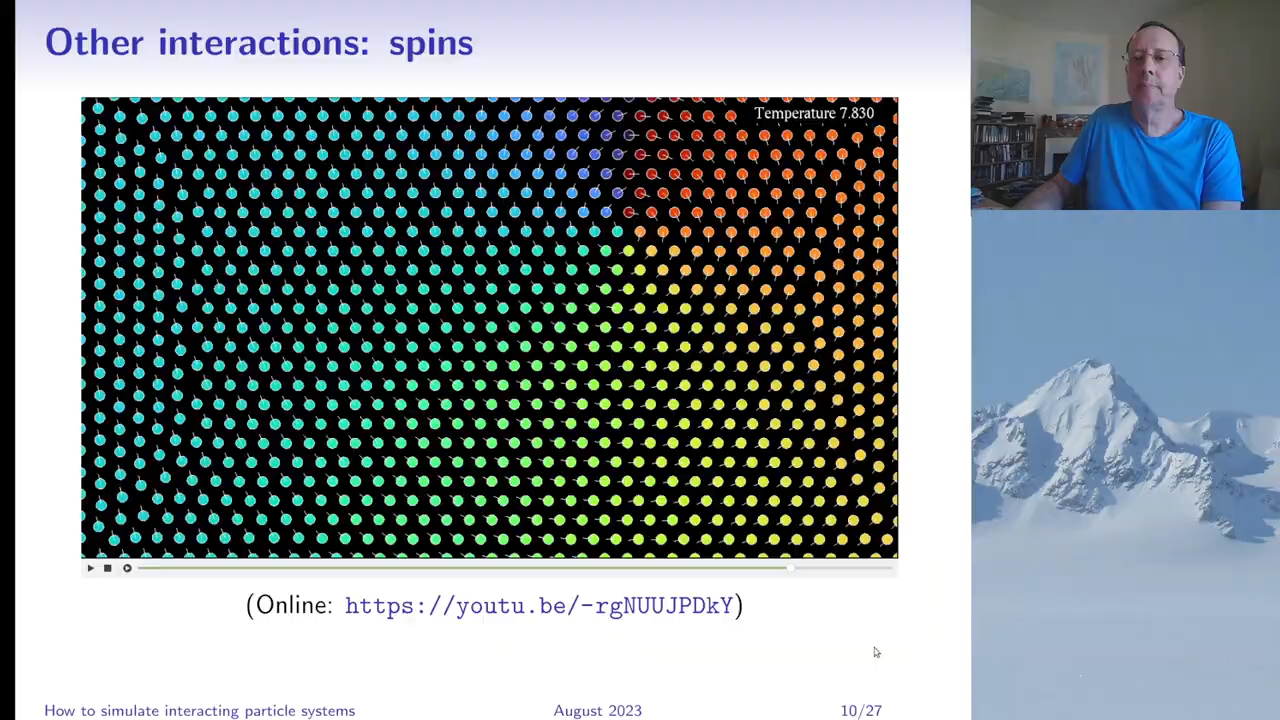 Other interactions: spins
Temperature 7.830
(Online: https://youtu.be/-rgNUUJPDkY)
How to simulate interacting particle systems
August 2023
10/27